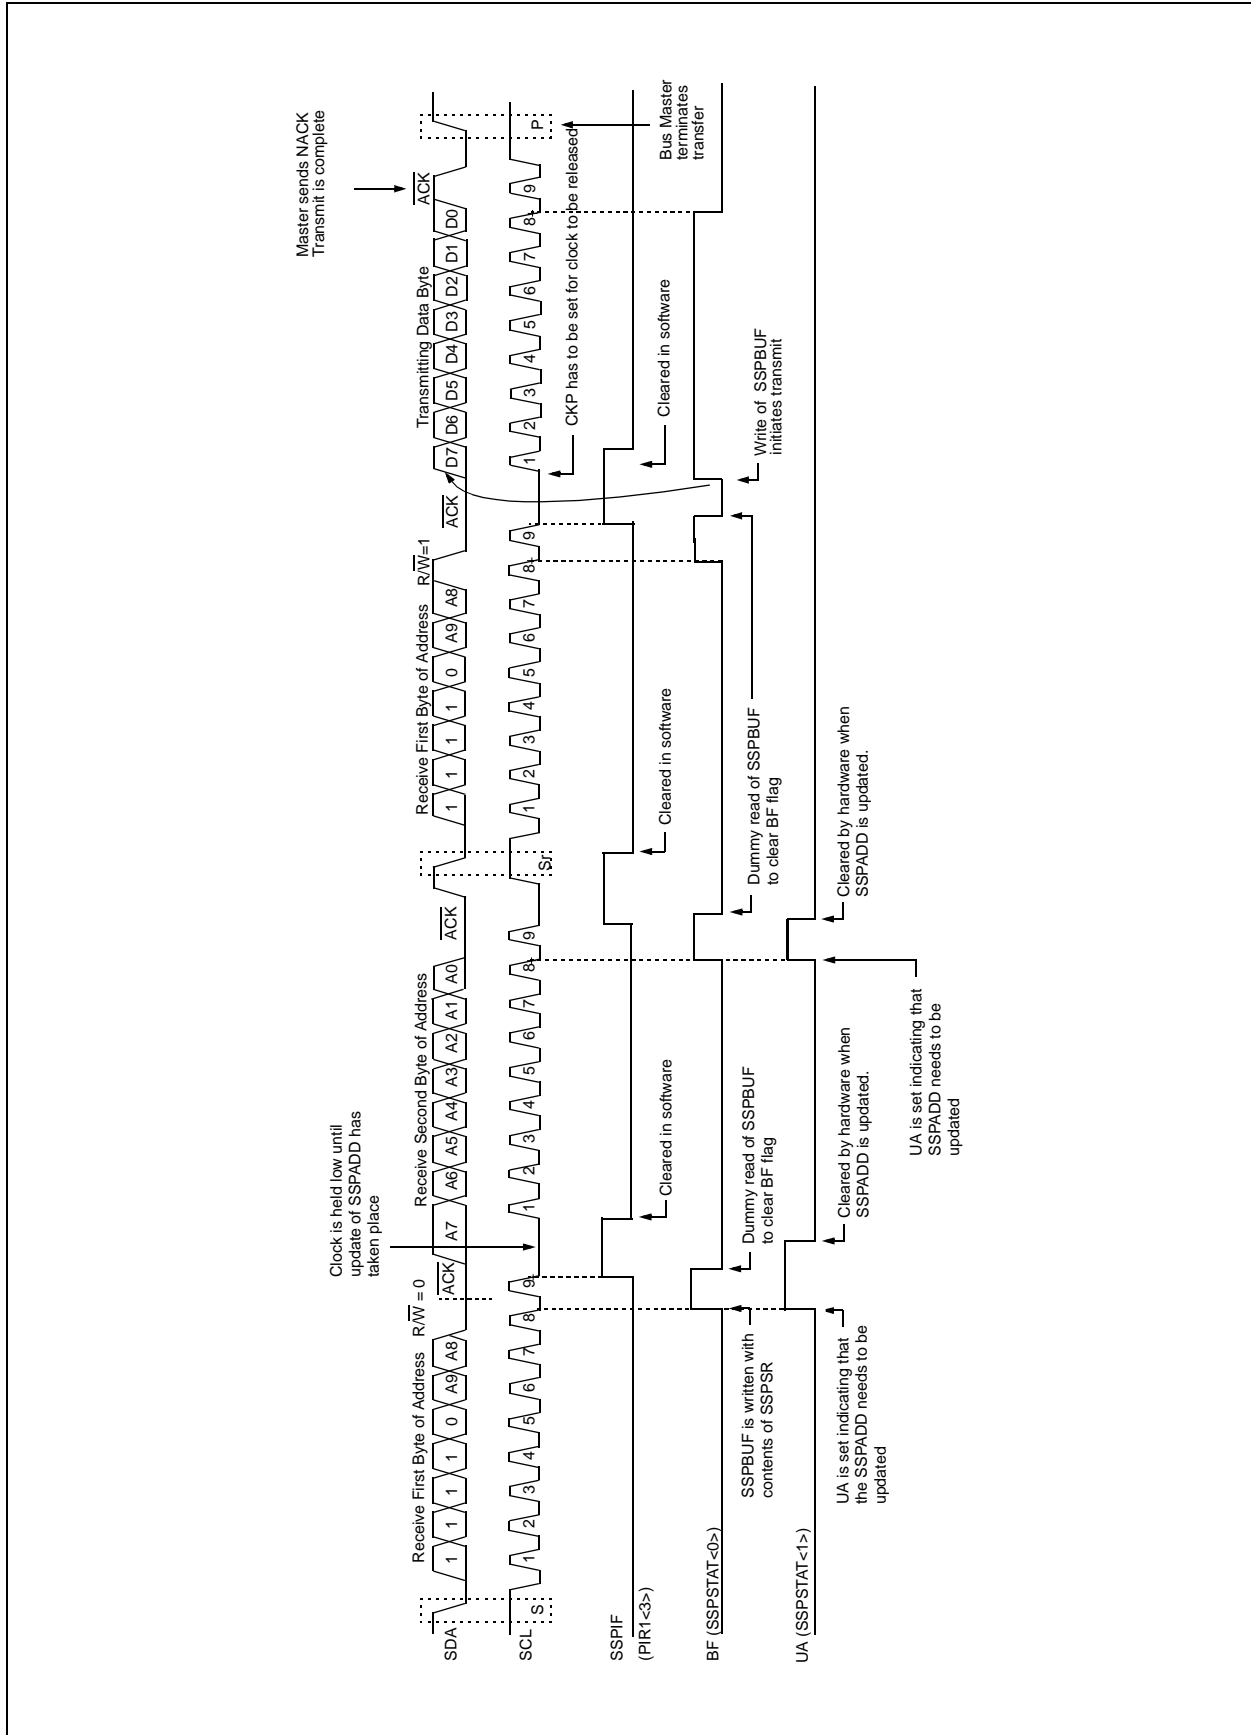 Master sends NACK
Transmit is complete
Clock is held low until
update of SSPADD has
taken place
Receive First Byte of Address R/W = 0
ACK
Receive Second Byte of Address
ACK
Receive First Byte of Address R/W=1
ACK
Transmitting Data Byte
ACK
SDA
1 1 1 1 0 A9 A8 A7 A6 A5 A4 A3 A2 A1 A0 1 1 1 1 0 A9 A8 D7 D6 D5 D4 D3 D2 D1 D0
SCL
S 1 2 3 4 5 6 7 8 9 1 2 3 4 5 6 7 8 9 Sr 1 2 3 4 5 6 7 8 9 1 2 3 4 5 6 7 8 9 P
CKP has to be set for clock to be released
SSPIF
(PIR1<3>)
Cleared in software
Cleared in software
Cleared in software
Bus Master
terminates
transfer
BF (SSPSTAT<0>)
SSPBUF is written with
contents of SSPSR
Dummy read of SSPBUF
to clear BF flag
Dummy read of SSPBUF
to clear BF flag
Write of SSPBUF
initiates transmit
UA (SSPSTAT<1>)
UA is set indicating that
the SSPADD needs to be
updated
Cleared by hardware when
SSPADD is updated.
UA is set indicating that
SSPADD needs to be
updated
Cleared by hardware when
SSPADD is updated.